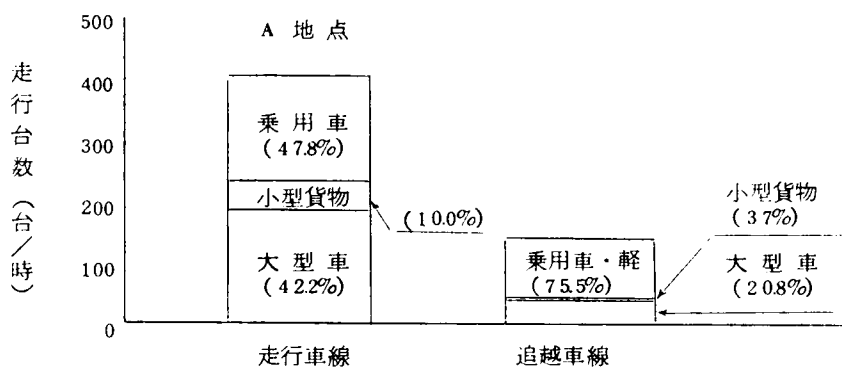 A 地点
500
400
300
200
100
0
走行台数(台/時)
乗用車
(47.8%)
小型貨物
(10.0%)
大型車
(42.2%)
走行車線
乗用車・軽
(75.5%)
小型貨物
(37%)
大型車
(20.8%)
追越車線